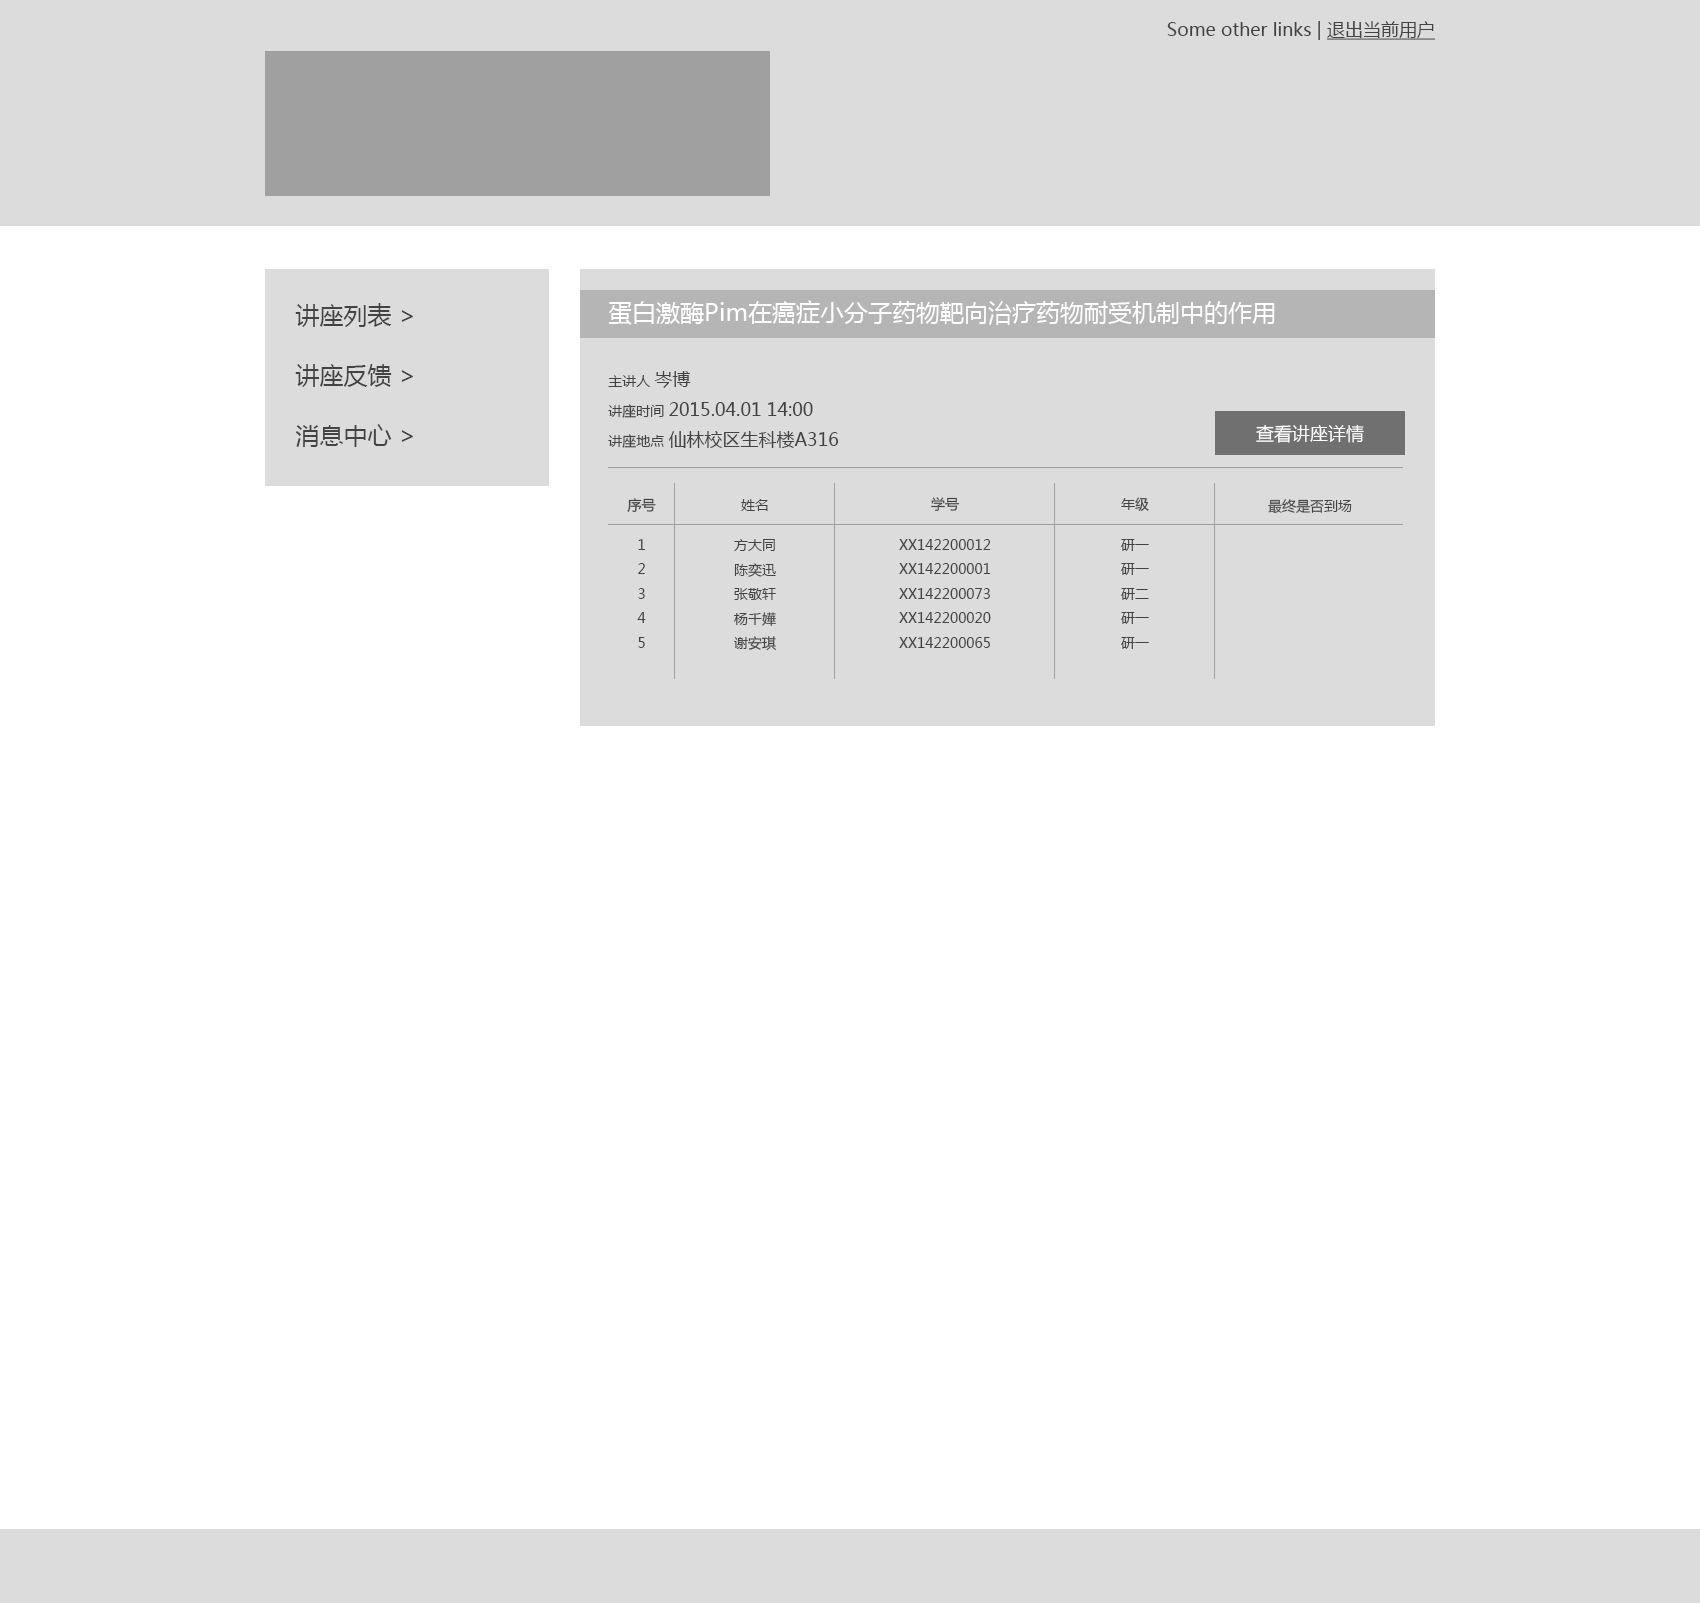 Some other links | 退出当前用户
讲座列表 >
讲座反馈 >
消息中心 >
蛋白激酶Pim在癌症小分子药物靶向治疗药物耐受机制中的作用
主讲人 岑博
讲座时间 2015.04.01 14:00
讲座地点 仙林校区生科楼A316
查看讲座详情
序号 姓名 学号 年级 最终是否到场
1 方大同 XX142200012 研一
2 陈奕迅 XX142200001 研一
3 张敬轩 XX142200073 研二
4 杨千嬅 XX142200020 研一
5 谢安琪 XX142200065 研一